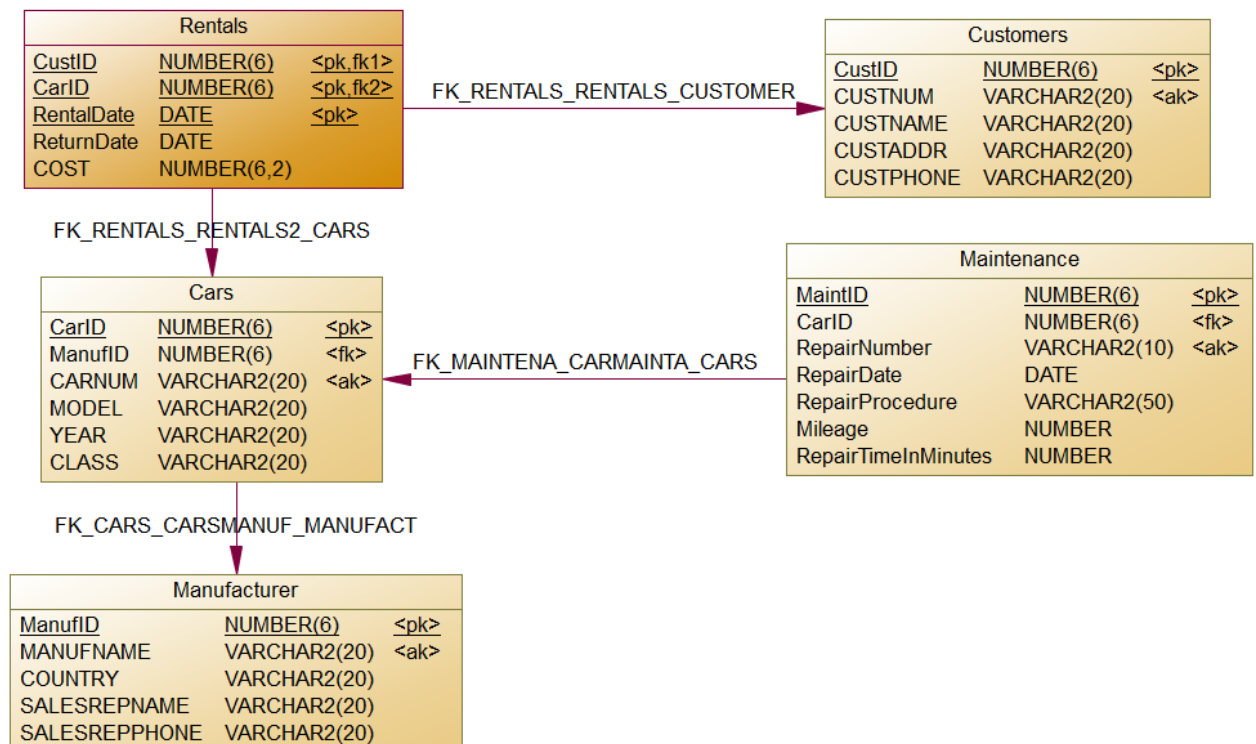 Rentals
CustID NUMBER(6) <pk,fk1>
CarID NUMBER(6) <pk,fk2>
RentalDate DATE <pk>
ReturnDate DATE
COST NUMBER(6,2)
FK_RENTALS_RENTALS_CUSTOMER
Customers
CustID NUMBER(6) <pk>
CUSTNUM VARCHAR2(20) <ak>
CUSTNAME VARCHAR2(20)
CUSTADDR VARCHAR2(20)
CUSTPHONE VARCHAR2(20)
FK_RENTALS_RENTALS2_CARS
Cars
CarID NUMBER(6) <pk>
ManufID NUMBER(6) <fk>
CARNUM VARCHAR2(20) <ak>
MODEL VARCHAR2(20)
YEAR VARCHAR2(20)
CLASS VARCHAR2(20)
FK_MAINTENA_CARMAINTA_CARS
Maintenance
MaintID NUMBER(6) <pk>
CarID NUMBER(6) <fk>
RepairNumber VARCHAR2(10) <ak>
RepairDate DATE
RepairProcedure VARCHAR2(50)
Mileage NUMBER
RepairTimeInMinutes NUMBER
FK_CARS_CARSMANUF_MANUFACT
Manufacturer
ManufID NUMBER(6) <pk>
MANUFNAME VARCHAR2(20) <ak>
COUNTRY VARCHAR2(20)
SALESREPNAME VARCHAR2(20)
SALESREPPHONE VARCHAR2(20)